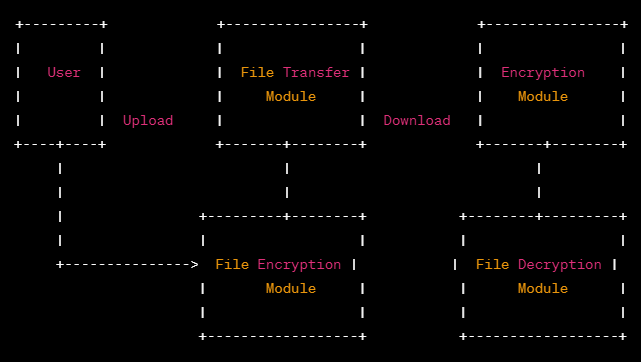 User File Transfer Encryption
Module Module
Upload Download
File Encryption File Decryption
Module Module